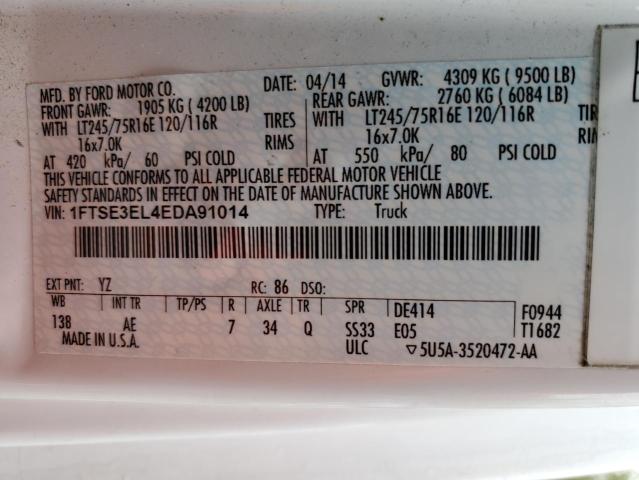 MFD. BY FORD MOTOR CO. DATE: 04/14 GVWR: 4309 KG ( 9500 LB)
FRONT GAWR: 1905 KG ( 4200 LB) REAR GAWR: 2760 KG ( 6084 LB)
WITH LT245/75R16E 120/116R TIRES WITH LT245/75R16E 120/116R TIRES
16x7.0K RIMS 16x7.0K RIMS
AT 420 kPa/ 60 PSI COLD AT 550 kPa/ 80 PSI COLD
THIS VEHICLE CONFORMS TO ALL APPLICABLE FEDERAL MOTOR VEHICLE
SAFETY STANDARDS IN EFFECT ON THE DATE OF MANUFACTURE SHOWN ABOVE.
VIN: 1FTSE3EL4EDA91014 TYPE: Truck
EXT PNT: YZ RC: 86 DSO:
WB INT TR TP/PS R AXLE TR SPR DE414 F0944
138 AE 7 34 Q SS33 E05 T1682
MADE IN U.S.A. ULC ▽5U5A-3520472-AA